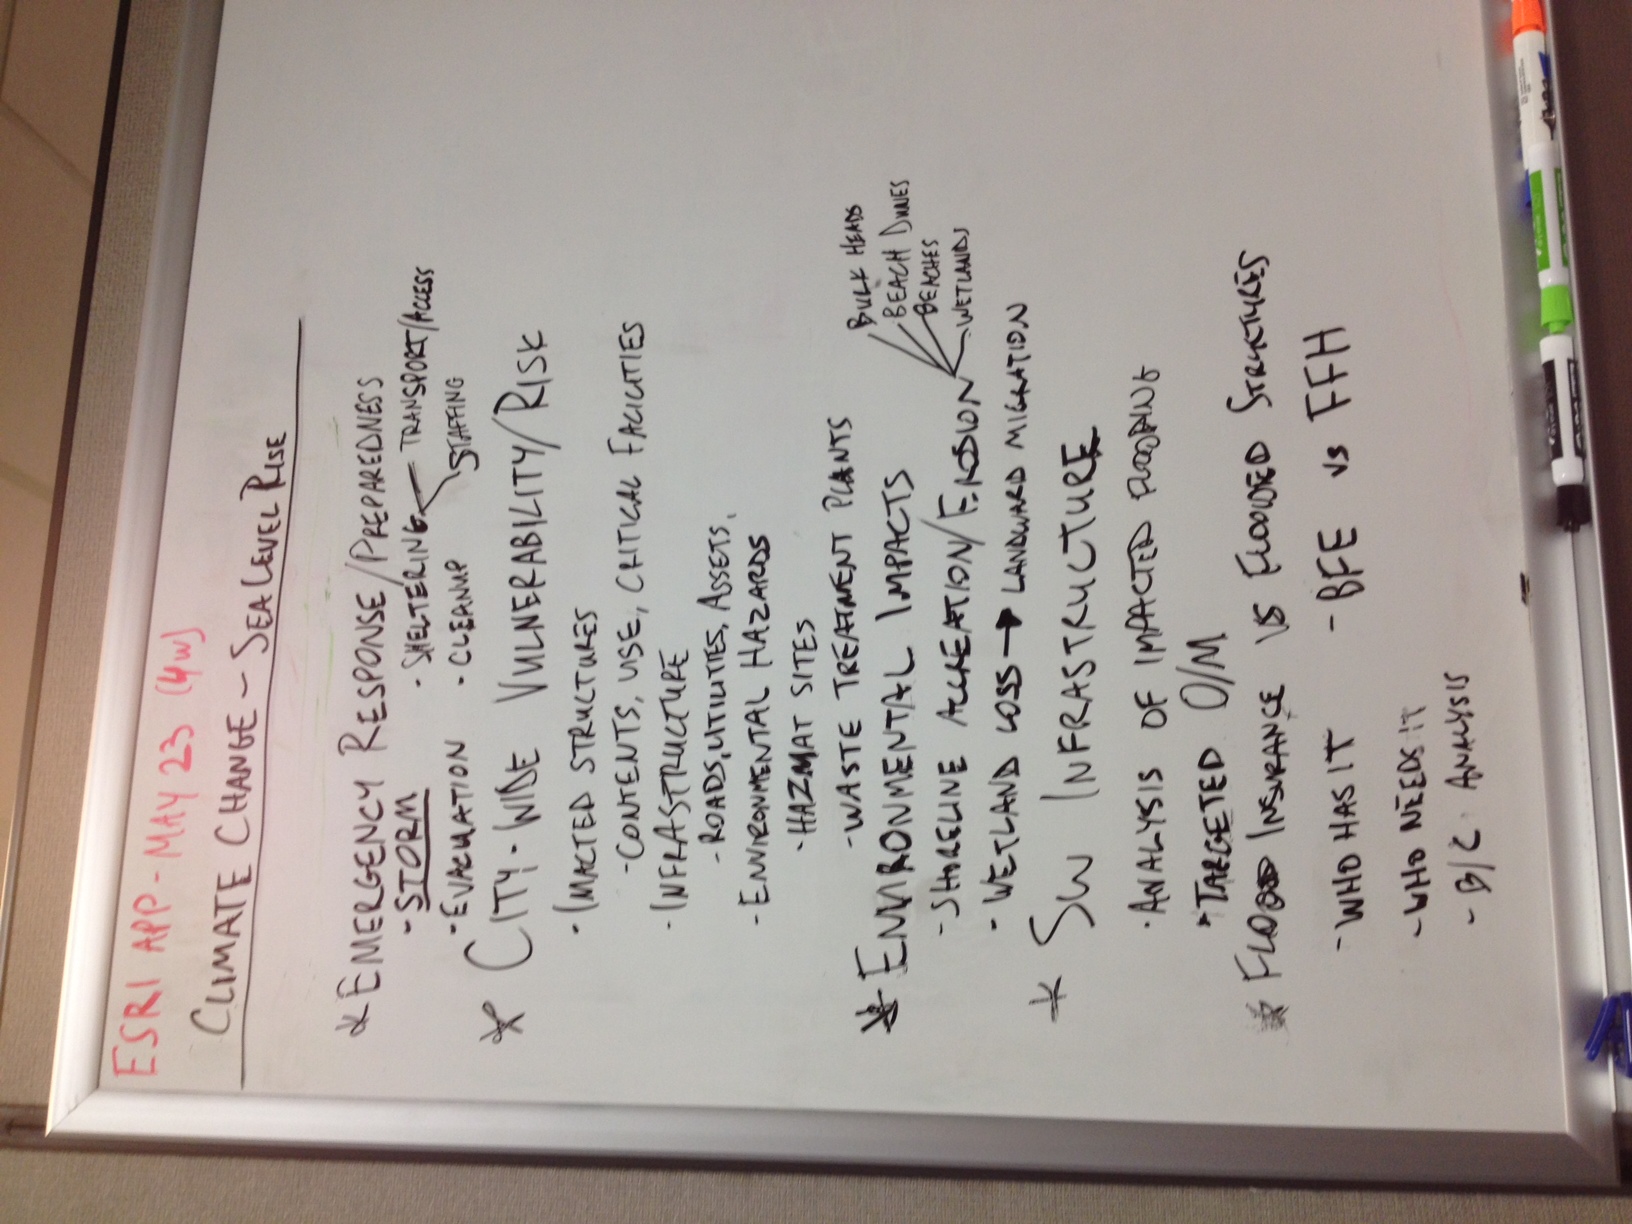 ESRI APP - MAY 23 (4w)
CLIMATE CHANGE - SEA LEVEL RISE
* EMERGENCY RESPONSE/PREPAREDNESS
- STORM - SHELTERING TRANSPORT/ACCESS
- EVACUATION - CLEANUP STAFFING
* CITY-WIDE VULNERABILITY/RISK
- IMACTED STRUCTURES
- CONTENTS, USE, CRITICAL FACILITIES
- INFRASTRUCTURE
- ROADS, UTILITIES, ASSETS,
- ENVIRONMENTAL HAZARDS
- HAZMAT SITES
- WASTE TREATMENT PLANTS
* ENVIRONMENTAL IMPACTS
- SHORELINE ACCREATION/EROSION
BULK HEADS
BEACH DUNES
BEACHES
WETLANDS
- WETLAND LOSS → LANDWARD MIGRATION
* SW INFRASTRUCTURE
- ANALYSIS OF IMPACTED FLOODING
- TARGETED O/M
* FLOOD INSURANCE VS FLOODED STRUCTURES
- WHO HAS IT - BFE VS FFH
- WHO NEEDS IT
- B/C ANALYSIS